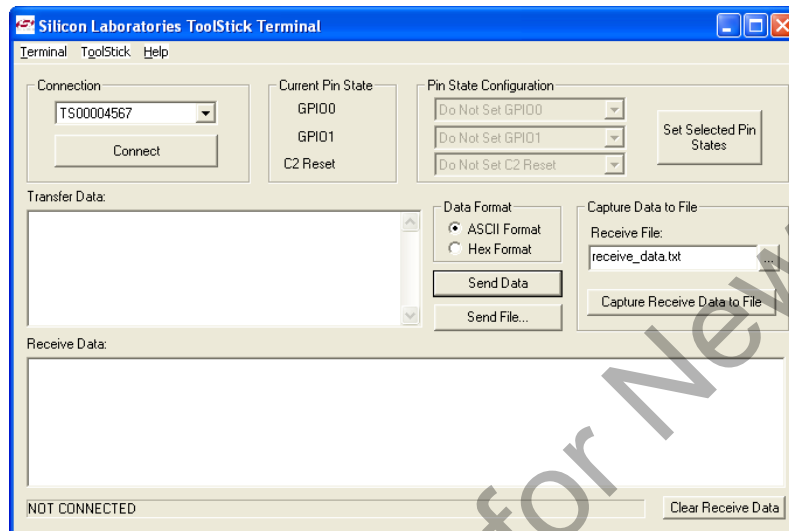 Silicon Laboratories ToolStick Terminal
Terminal ToolStick Help
Connection
TS00004567
Connect
Current Pin State
GPIO0
GPIO1
C2 Reset
Pin State Configuration
Do Not Set GPIO0
Do Not Set GPIO1
Do Not Set C2 Reset
Set Selected Pin
States
Transfer Data:
Data Format
ASCII Format
Hex Format
Send Data
Send File...
Capture Data to File
Receive File:
receive_data.txt
...
Capture Receive Data to File
Receive Data:
NOT CONNECTED
Clear Receive Data
for New